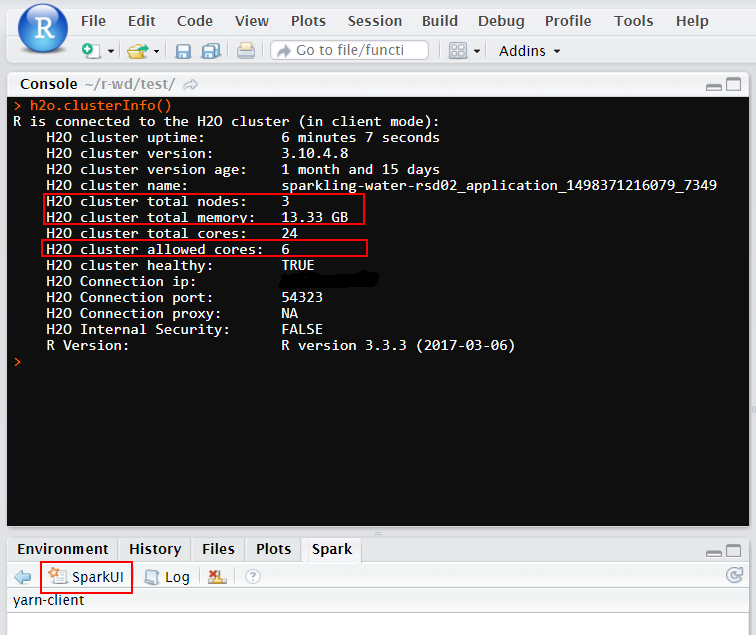 R File Edit Code View Plots Session Build Debug Profile Tools Help
Go to file/functi Addins
Console ~/r-wd/test/
> h2o.clusterInfo()
R is connected to the H2O cluster (in client mode):
H2O cluster uptime: 6 minutes 7 seconds
H2O cluster version: 3.10.4.8
H2O cluster version age: 1 month and 15 days
H2O cluster name: sparkling-water-rsd02_application_1498371216079_7349
H2O cluster total nodes: 3
H2O cluster total memory: 13.33 GB
H2O cluster total cores: 24
H2O cluster allowed cores: 6
H2O cluster healthy: TRUE
H2O Connection ip:
H2O Connection port: 54323
H2O Connection proxy: NA
H2O Internal Security: FALSE
R Version: R version 3.3.3 (2017-03-06)
>
Environment History Files Plots Spark
SparkUI Log ?
yarn-client